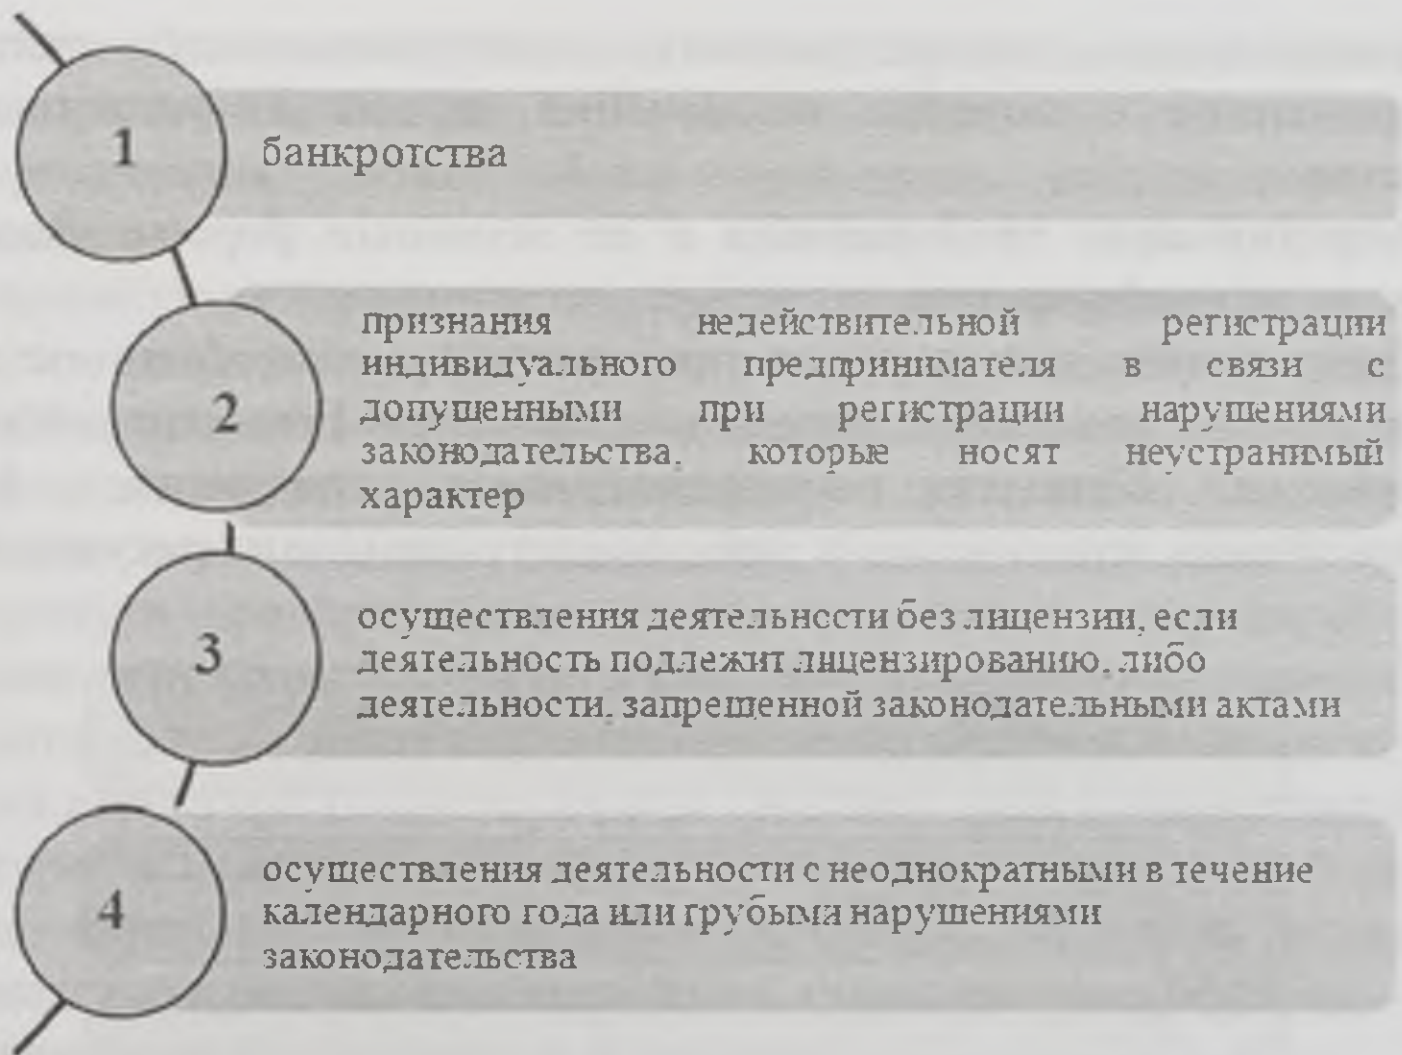 1
банкротства
2
признания недействительной регистрации
индивидуального предпринимателя в связи с
допущенными при регистрации нарушениями
законодательства, которые носят неустранимый
характер
3
осуществления деятельности без лицензии, если
деятельность подлежит лицензированию, либо
деятельности, запрещенной законодательными актами
4
осуществления деятельности с неоднократными в течение
календарного года или грубыми нарушениями
законодательства